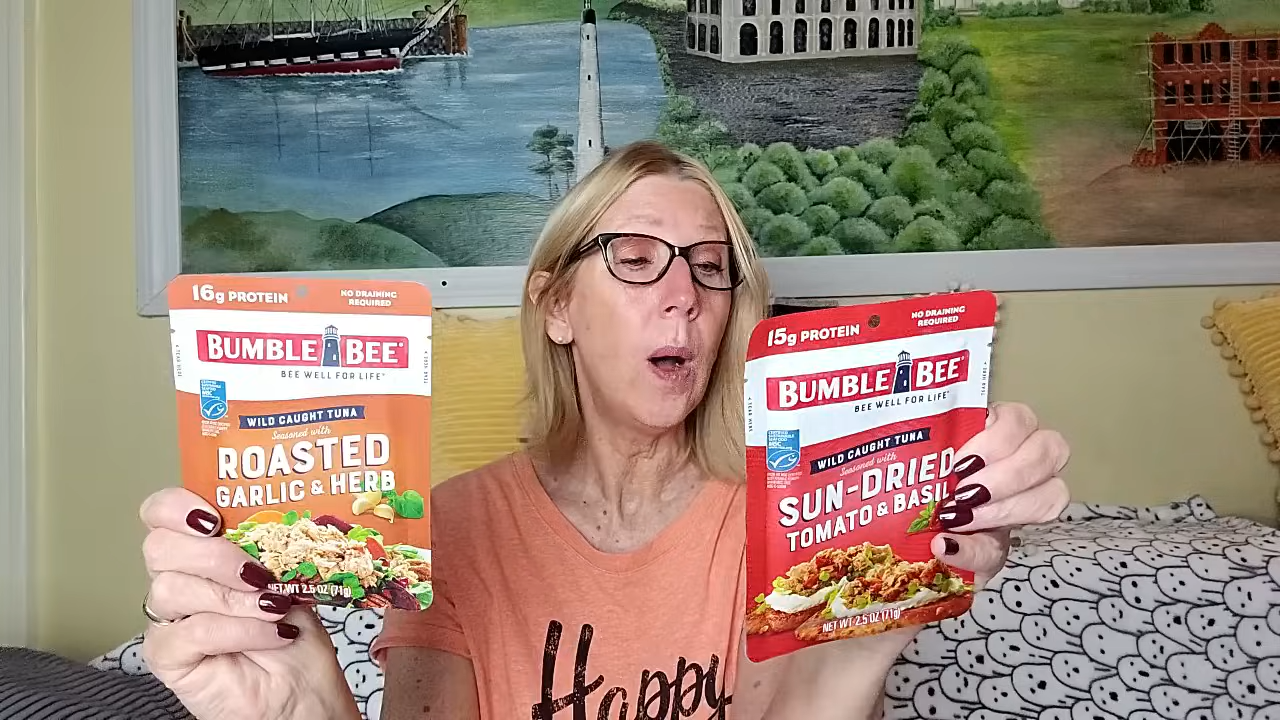 16g PROTEIN
NO DRAINING
REQUIRED
BUMBLE BEE
BEE WELL FOR LIFE
WILD CAUGHT TUNA
Seasoned with
ROASTED
GARLIC & HERB
NET WT 2.5 OZ (71g)
15g PROTEIN
NO DRAINING
REQUIRED
BUMBLE BEE
BEE WELL FOR LIFE
WILD CAUGHT TUNA
Seasoned with
SUN-DRIED
TOMATO & BASIL
NET WT 2.5 OZ (71g)
Happy